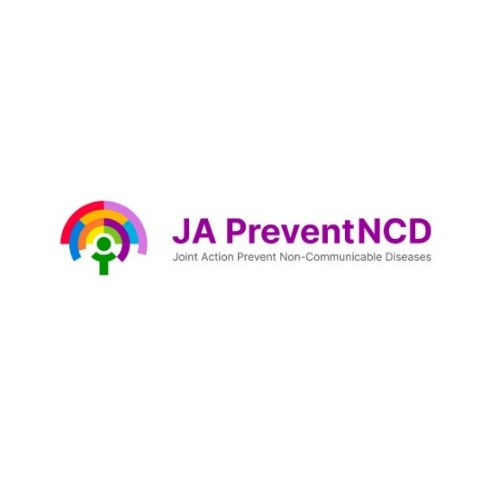 JA PreventNCD
Joint Action Prevent Non-Communicable Diseases